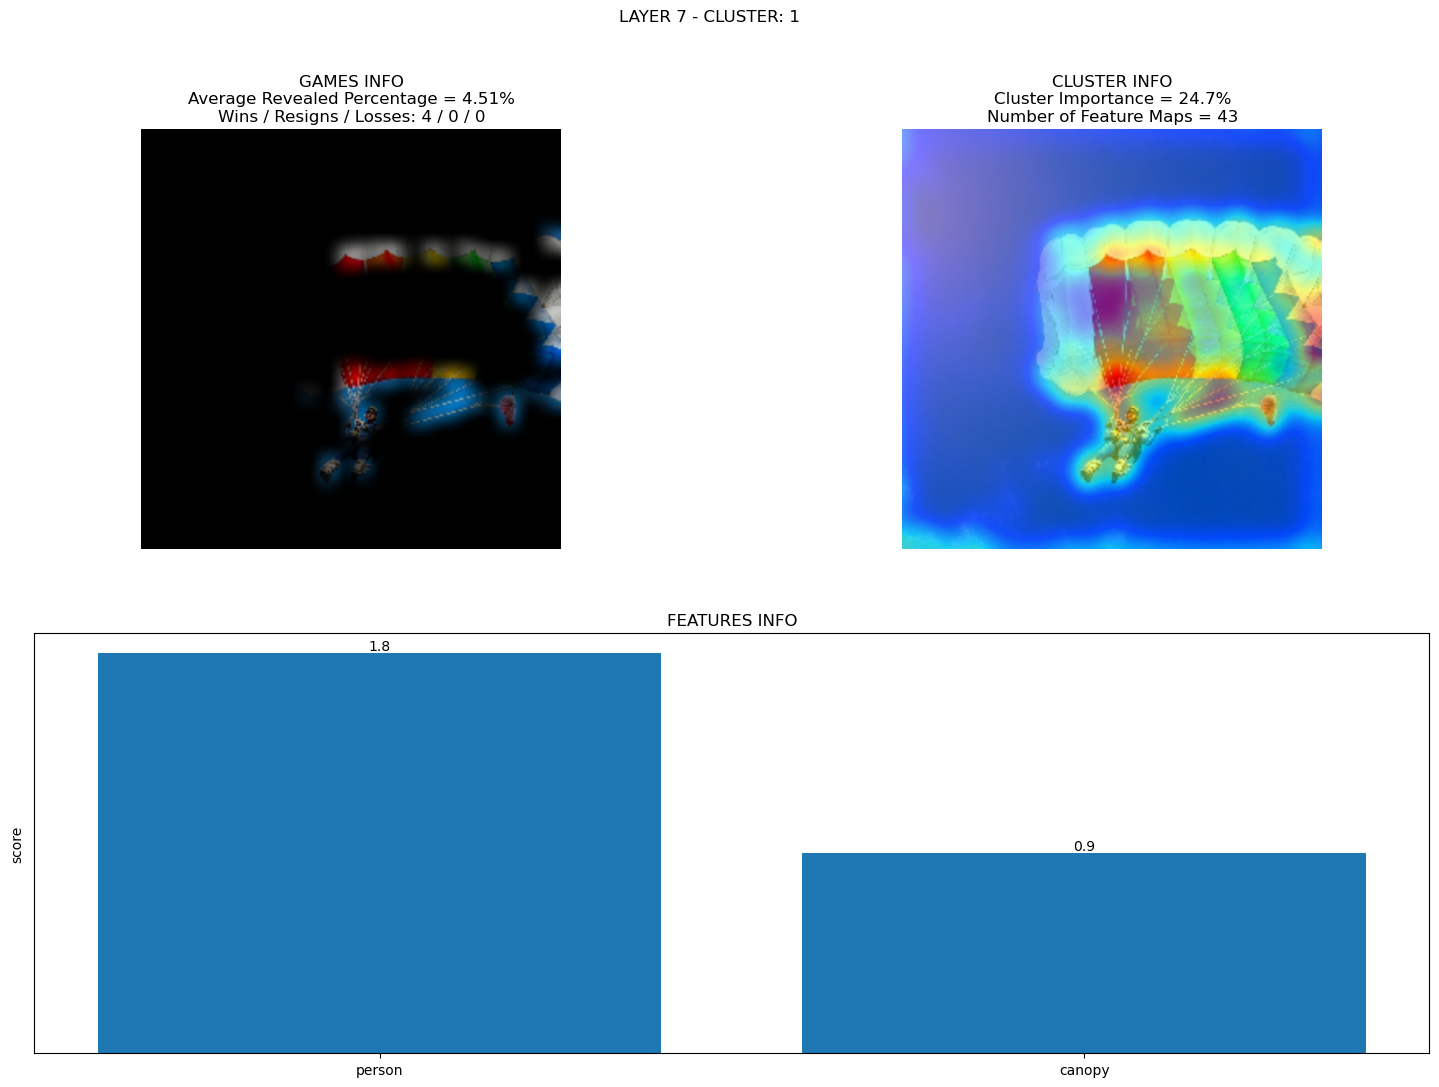 LAYER 7 - CLUSTER: 1
GAMES INFO
Average Revealed Percentage = 4.51%
Wins / Resigns / Losses: 4 / 0 / 0
CLUSTER INFO
Cluster Importance = 24.7%
Number of Feature Maps = 43
FEATURES INFO
1.8
0.9
score
person
canopy